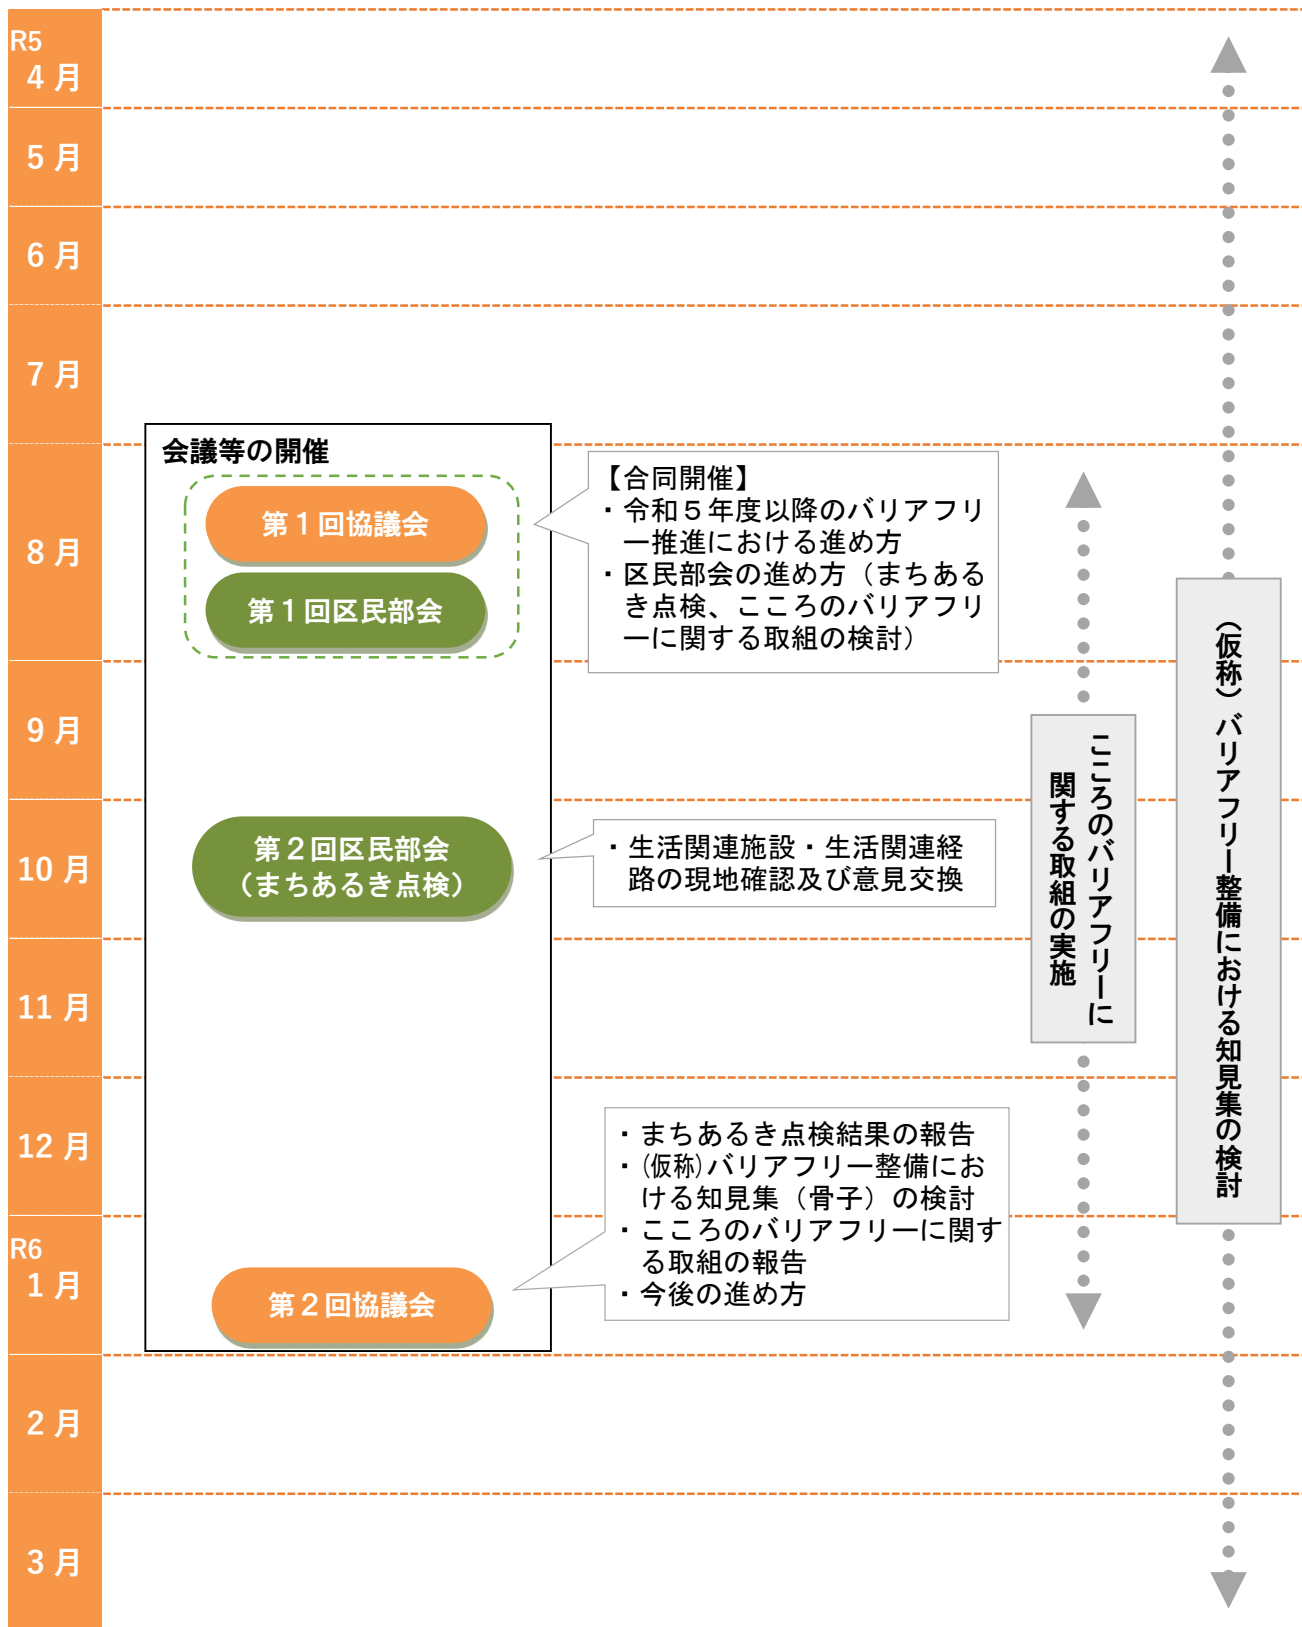 R5
4 月
5 月
6 月
7 月
8 月
9 月
10 月
11 月
12 月
R6
1 月
2 月
3 月
会議等の開催
第１回協議会
第１回区民部会
【合同開催】
・令和５年度以降のバリアフリ
ー推進における進め方
・区民部会の進め方（まちある
き点検、こころのバリアフリ
ーに関する取組の検討）
第２回区民部会
（まちあるき点検）
・生活関連施設・生活関連経
路の現地確認及び意見交換
第２回協議会
・まちあるき点検結果の報告
・(仮称)バリアフリー整備にお
ける知見集（骨子）の検討
・こころのバリアフリーに関す
る取組の報告
・今後の進め方
こころのバリアフリーに
関する取組の実施
（仮称）バリアフリー整備における知見集の検討